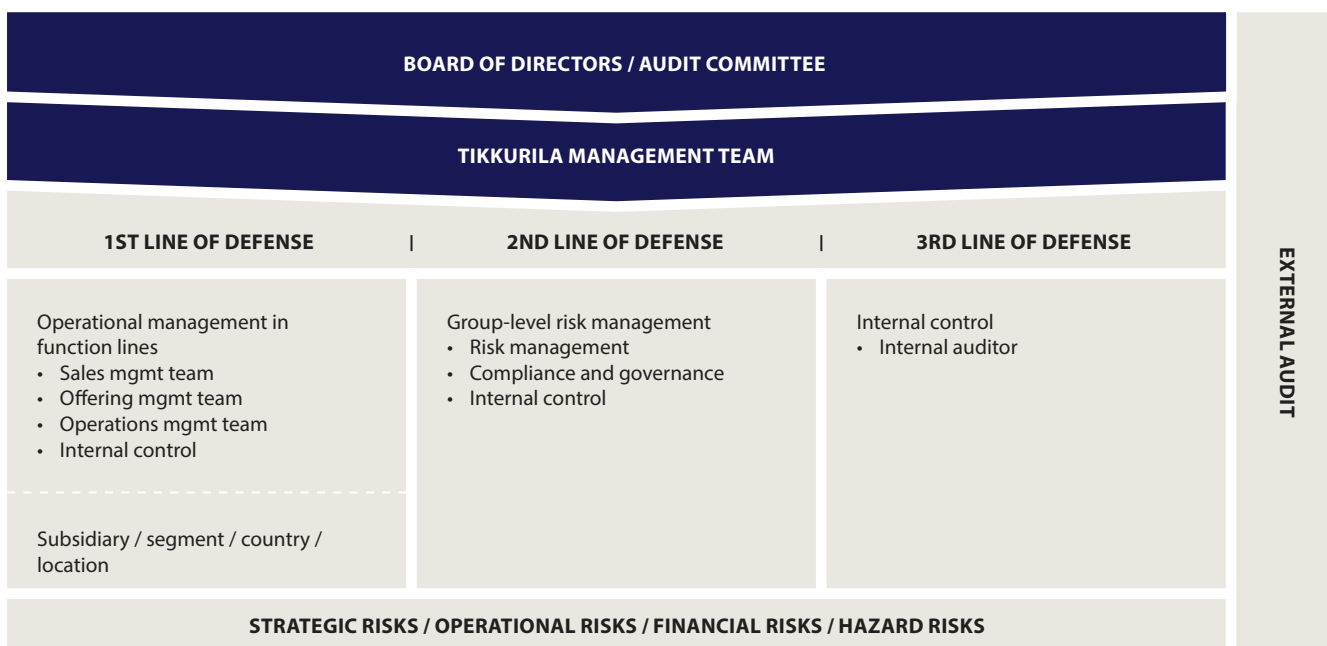 BOARD OF DIRECTORS / AUDIT COMMITTEE
TIKKURILA MANAGEMENT TEAM
1ST LINE OF DEFENSE | 2ND LINE OF DEFENSE | 3RD LINE OF DEFENSE
Operational management in
function lines
• Sales mgmt team
• Offering mgmt team
• Operations mgmt team
• Internal control
Subsidiary / segment / country /
location
Group-level risk management
• Risk management
• Compliance and governance
• Internal control
Internal control
• Internal auditor
STRATEGIC RISKS / OPERATIONAL RISKS / FINANCIAL RISKS / HAZARD RISKS
EXTERNAL AUDIT